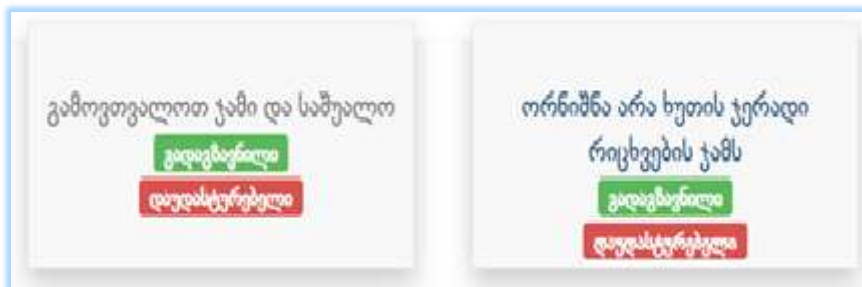 გამოვთვალოთ ჯამი და საშუალო
გადაგზავნილი
დაუდასტურებელი
ორნიშნა არა ხუთის ჯერადი
რიცხვების ჯამს
გადაგზავნილი
დაუდასტურებელი